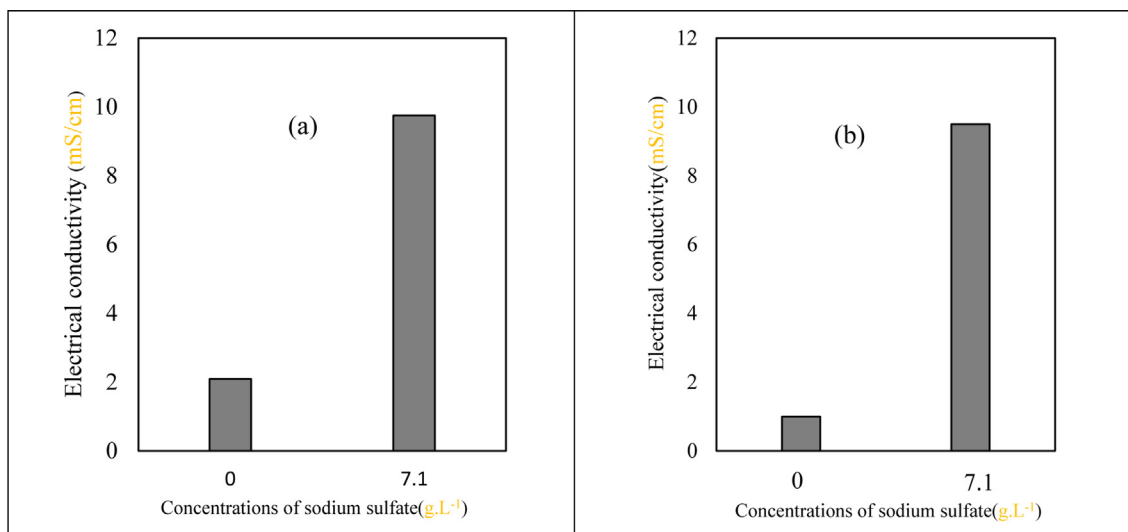 12
10
8
6
4
2
0
Electrical conductivity (mS/cm)
(a)
0 7.1
Concentrations of sodium sulfate(g.L-1)
12
10
8
6
4
2
0
Electrical conductivity(mS/cm)
(b)
0 7.1
Concentrations of sodium sulfate(g.L-1)